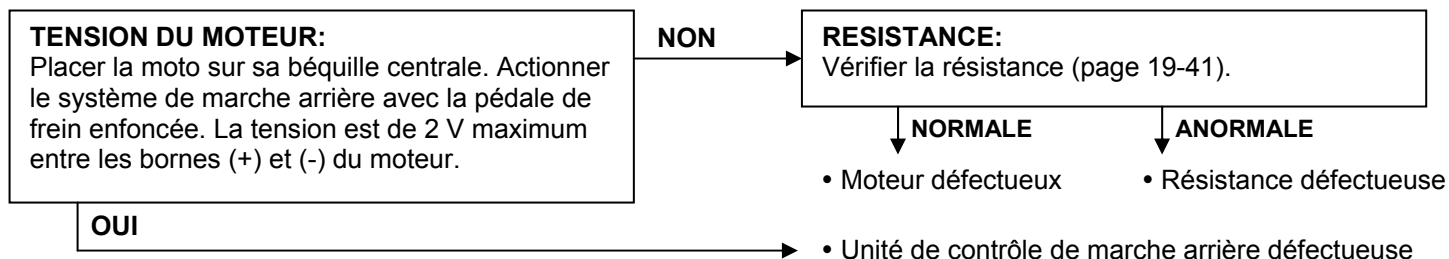 TENSION DU MOTEUR:
Placer la moto sur sa béquille centrale. Actionner
le système de marche arrière avec la pédale de
frein enfoncée. La tension est de 2 V maximum
entre les bornes (+) et (-) du moteur.
NON
RESISTANCE:
Vérifier la résistance (page 19-41).
NORMALE
ANORMALE
• Moteur défectueux
• Résistance défectueuse
OUI
• Unité de contrôle de marche arrière défectueuse